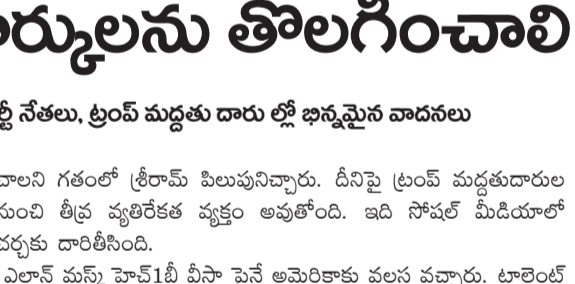 ర్కులను తొలగించాలి
ర్టీ నేతలు, ట్రంప్ మద్దతు దారు ల్లో భిన్నమైన వాదనలు
చాలని గతంలో శ్రీరామ్ పిలుపునిచ్చారు. దీనిపై ట్రంప్ మద్దతుదారుల
నుంచి తీవ్ర వ్యతిరేకత వ్యక్తం అవుతోంది. ఇది సోషల్ మీడియాలో
చర్చకు దారితీసింది.
ఎలాన్ మస్క్ హెచ్1బీ వీసా పైనే అమెరికాకు వలస వచ్చారు. టాలెంట్